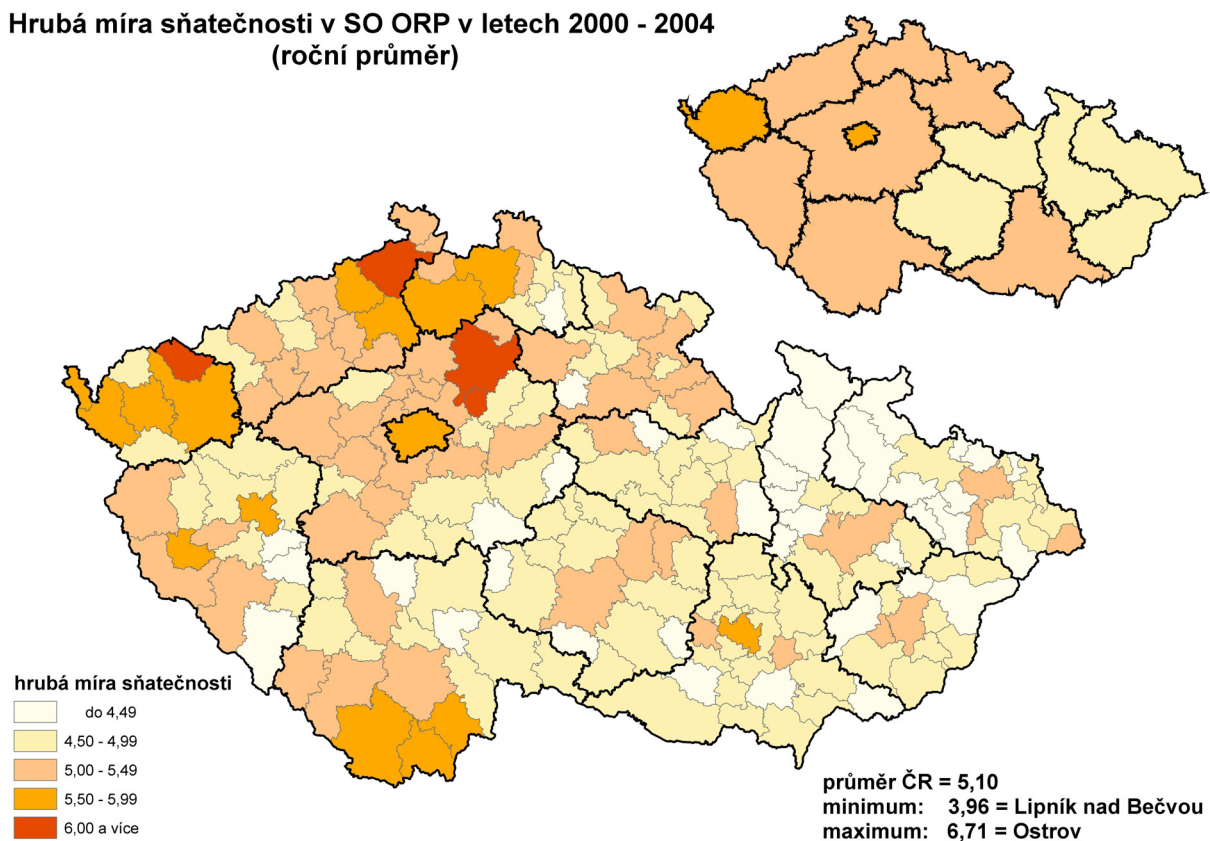 Hrubá míra sňatečnosti v SO ORP v letech 2000 - 2004
(roční průměr)
hrubá míra sňatečnosti
do 4,49
4,50 - 4,99
5,00 - 5,49
5,50 - 5,99
6,00 a více
průměr ČR = 5,10
minimum: 3,96 = Lipník nad Bečvou
maximum: 6,71 = Ostrov